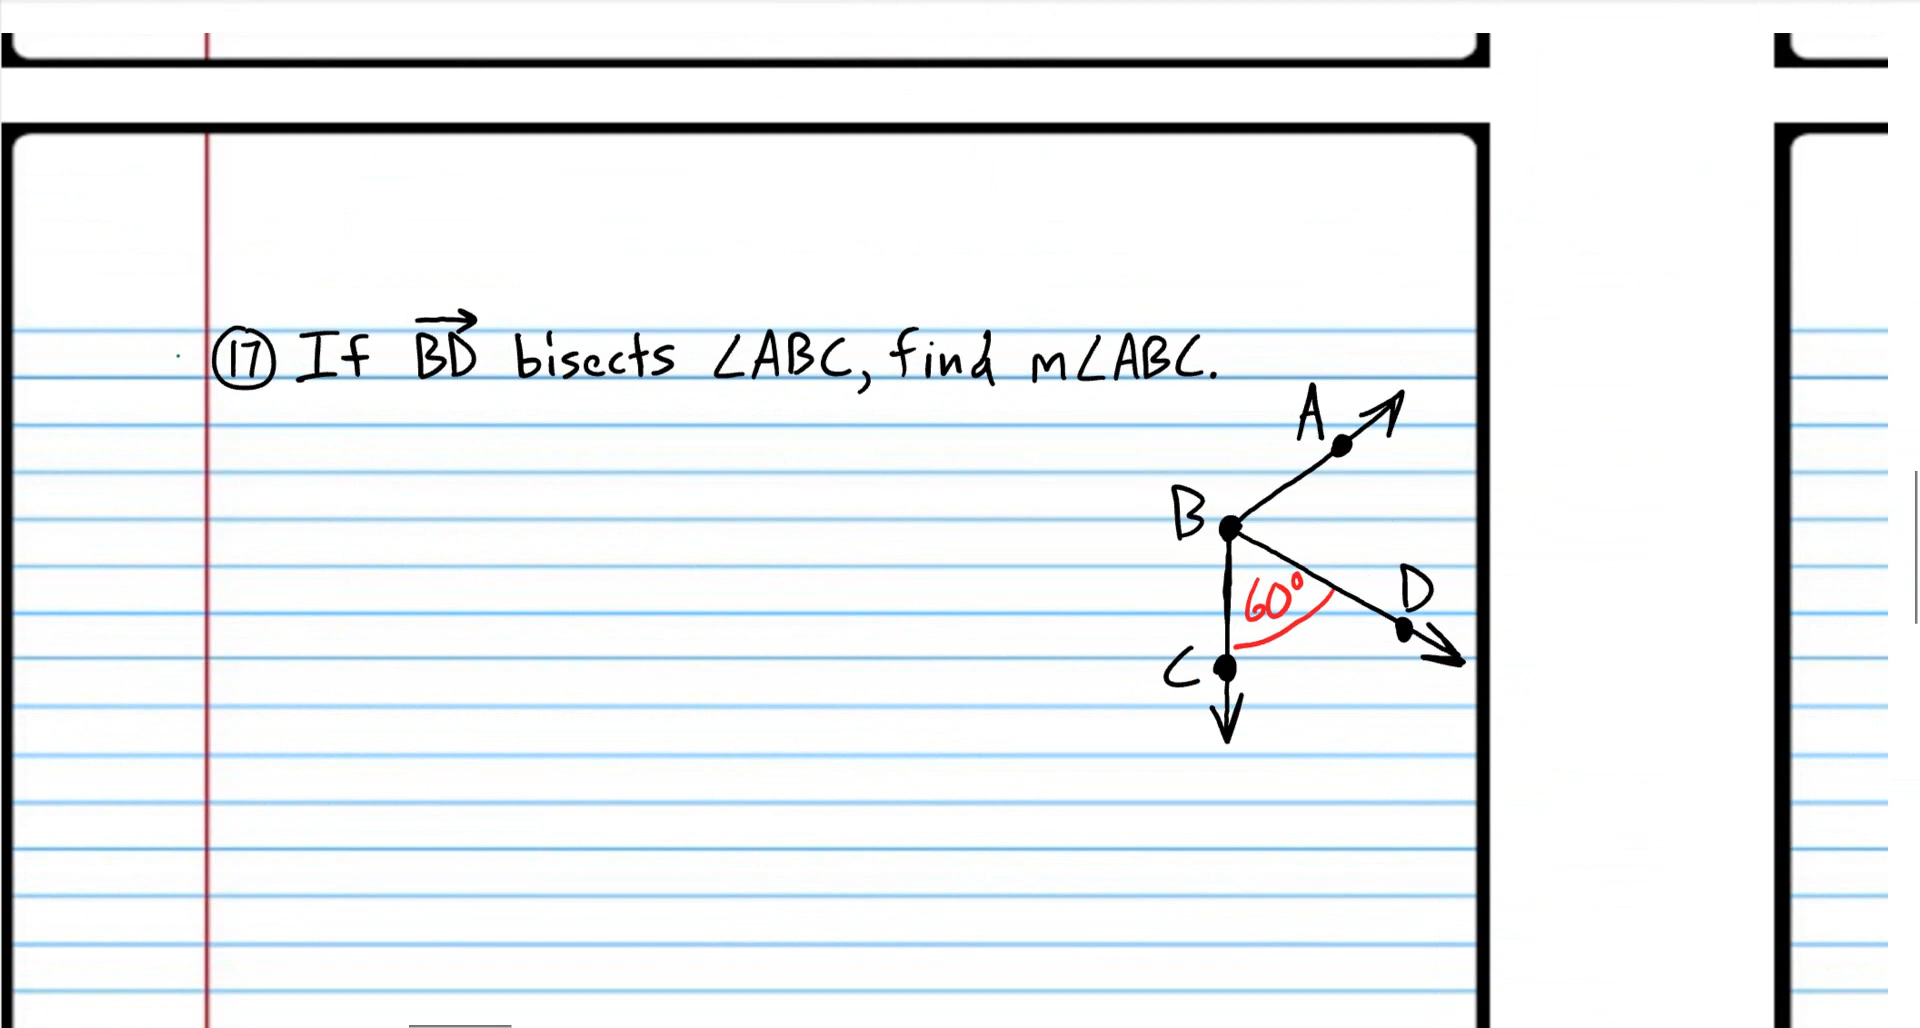 ⑰ If BD bisects ∠ABC, find m∠ABC.
A
B
60°
D
C